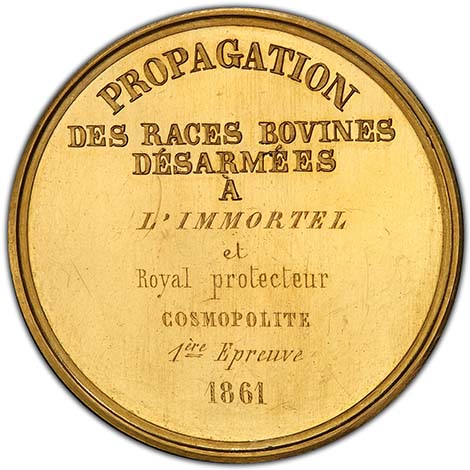 PROPAGATION
DES RACES BOVINES
DÉSARMÉES
À
L'IMMORTEL
et
Royal protecteur
COSMOPOLITE
1ère Epreuve
1861